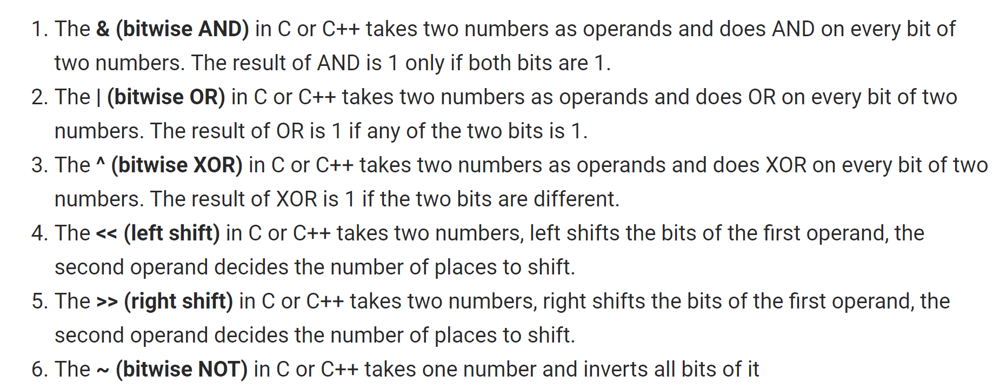 1. The & (bitwise AND) in C or C++ takes two numbers as operands and does AND on every bit of
two numbers. The result of AND is 1 only if both bits are 1.
2. The | (bitwise OR) in C or C++ takes two numbers as operands and does OR on every bit of two
numbers. The result of OR is 1 if any of the two bits is 1.
3. The ^ (bitwise XOR) in C or C++ takes two numbers as operands and does XOR on every bit of two
numbers. The result of XOR is 1 if the two bits are different.
4. The << (left shift) in C or C++ takes two numbers, left shifts the bits of the first operand, the
second operand decides the number of places to shift.
5. The >> (right shift) in C or C++ takes two numbers, right shifts the bits of the first operand, the
second operand decides the number of places to shift.
6. The ~ (bitwise NOT) in C or C++ takes one number and inverts all bits of it